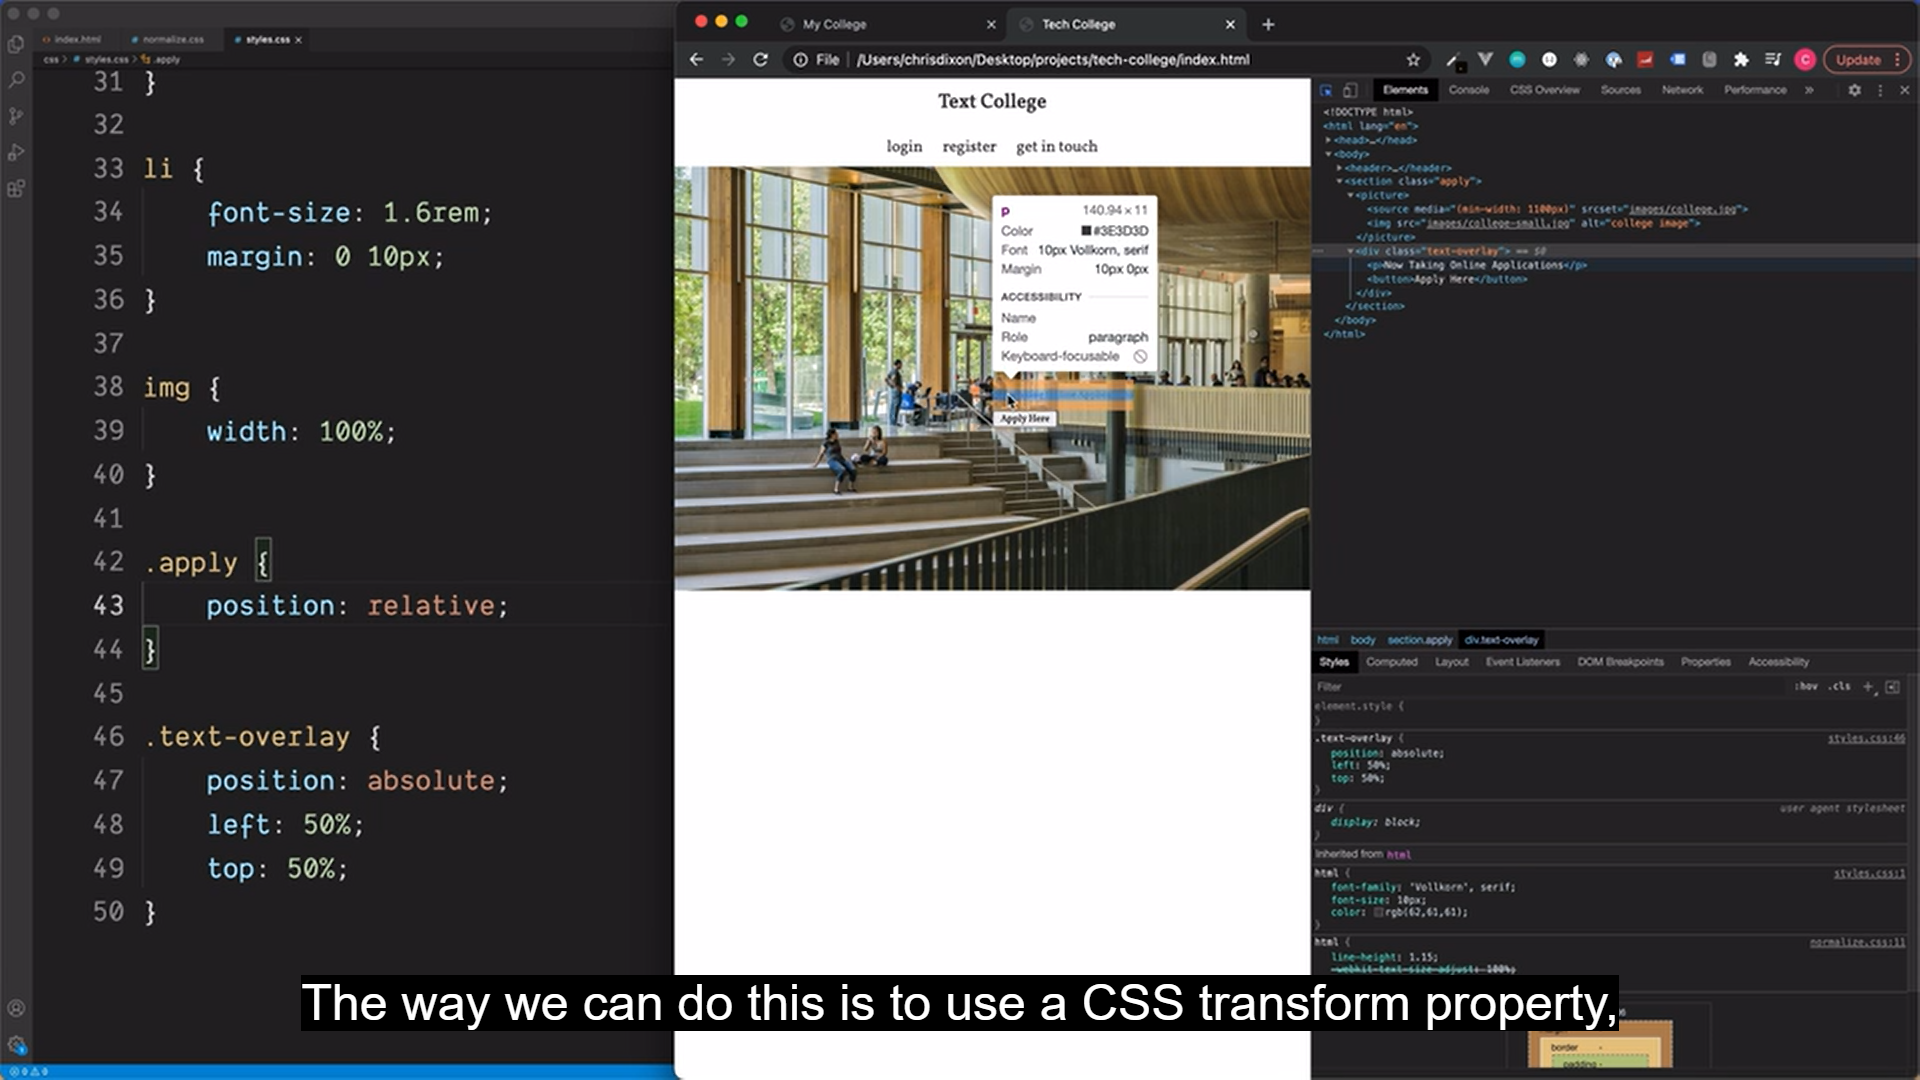 index.html
normalize.css
styles.css
css > styles.css > .apply
31 }
32
33 li {
34 font-size: 1.6rem;
35 margin: 0 10px;
36 }
37
38 img {
39 width: 100%;
40 }
41
42 .apply {
43 position: relative;
44 }
45
46 .text-overlay {
47 position: absolute;
48 left: 50%;
49 top: 50%;
50 }
My College
Tech College
File /Users/chrisdixon/Desktop/projects/tech-college/index.html
C
Update
Text College
login register get in touch
p 140.94 × 11
Color #3E3D3D
Font 10px Vollkorn, serif
Margin 10px 0px
ACCESSIBILITY
Name
Role paragraph
Keyboard-focusable
Apply Here
Elements Console CSS Overview Sources Network Performance »
<!DOCTYPE html>
<html lang="en">
<head>…</head>
<body>
<header>…</header>
<section class="apply">
<picture>
<source media="(min-width: 1100px)" srcset="images/college.jpg">
<img src="images/college-small.jpg" alt="college image">
</picture>
<div class="text-overlay"> == $0
<p>Now Taking Online Applications</p>
<button>Apply Here</button>
</div>
</section>
</body>
</html>
html body section.apply div.text-overlay
Styles Computed Layout Event Listeners DOM Breakpoints Properties Accessibility
Filter :hov .cls +
element.style {
}
.text-overlay { styles.css:46
position: absolute;
left: 50%;
top: 50%;
}
div { user agent stylesheet
display: block;
}
Inherited from html
html { styles.css:1
font-family: 'Vollkorn', serif;
font-size: 10px;
color: rgb(62,61,61);
}
html { normalize.css:11
line-height: 1.15;
-webkit-text-size-adjust: 100%;
The way we can do this is to use a CSS transform property,
border -
padding -